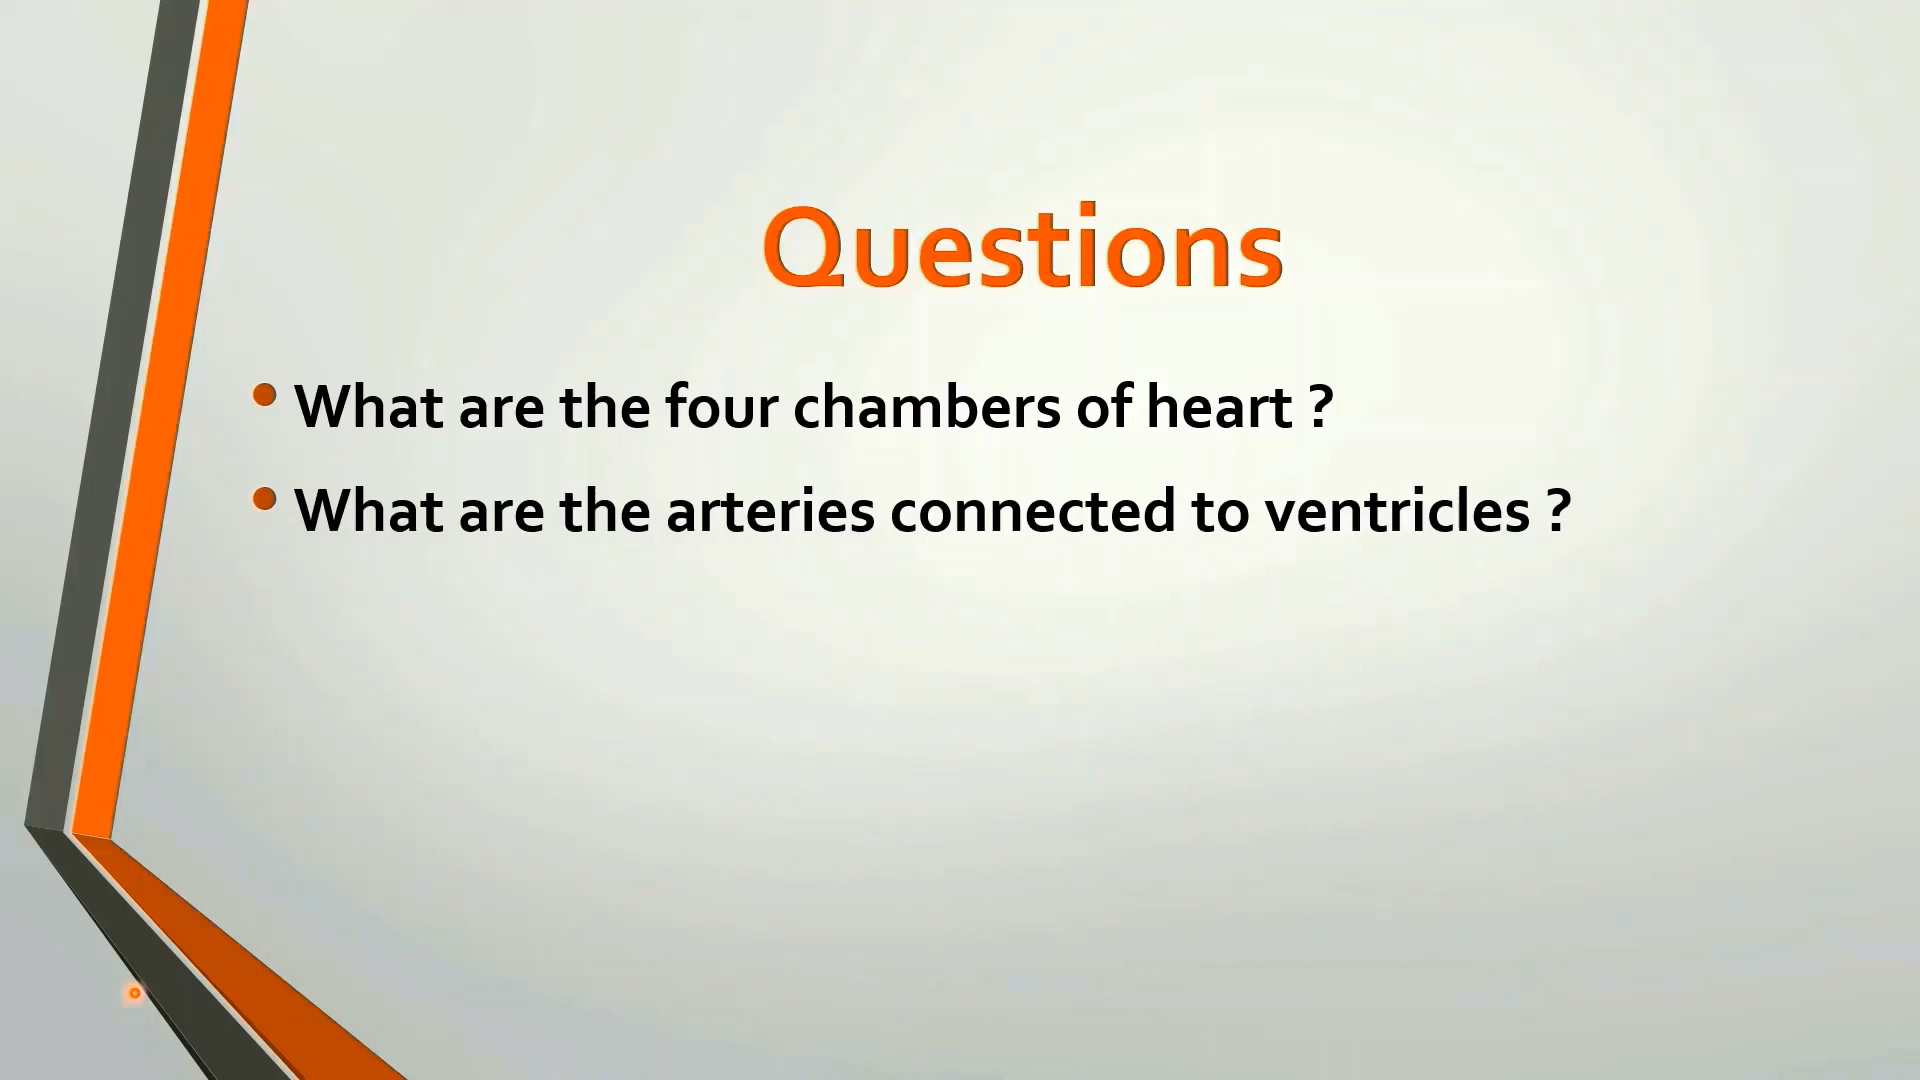 Questions
• What are the four chambers of heart ?
• What are the arteries connected to ventricles ?